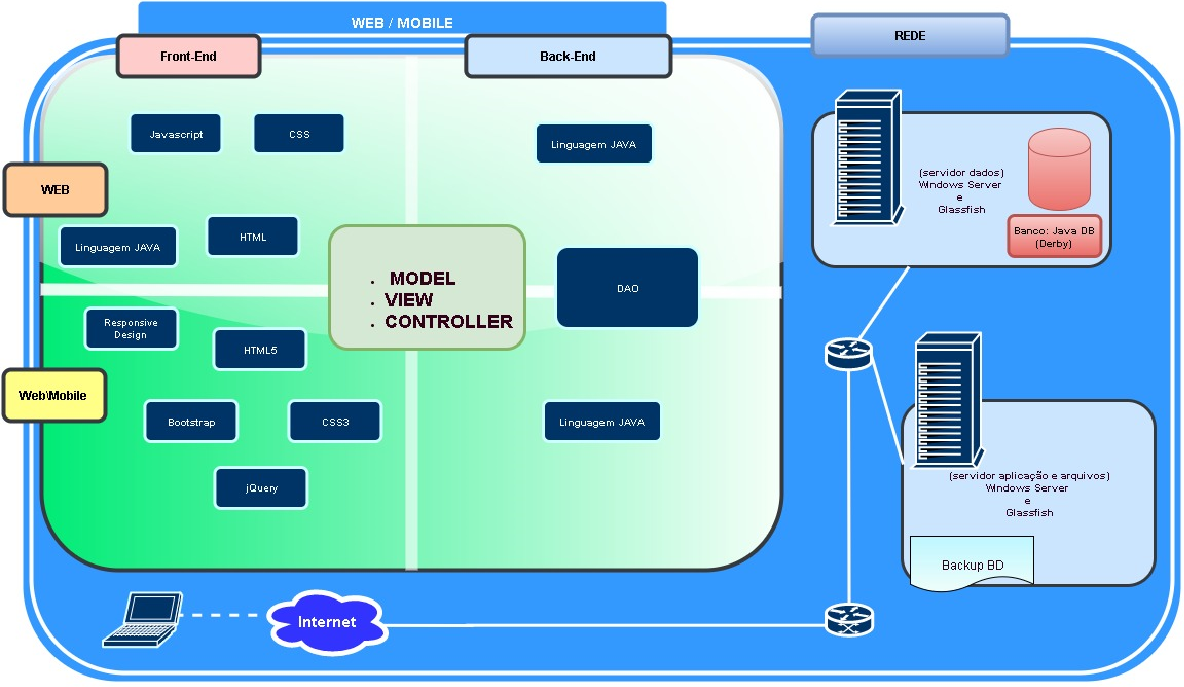 WEB / MOBILE
REDE
Front-End
Back-End
Javascript
CSS
Linguagem JAVA
WEB
Linguagem JAVA
HTML
MODEL
VIEW
CONTROLLER
DAO
Responsive
Design
HTML5
Web\Mobile
Bootstrap
CSS3
Linguagem JAVA
jQuery
(servidor dados)
Windows Server
e
Glassfish
Banco: Java DB
(Derby)
(servidor aplicação e arquivos)
Windows Server
e
Glassfish
Backup BD
Internet